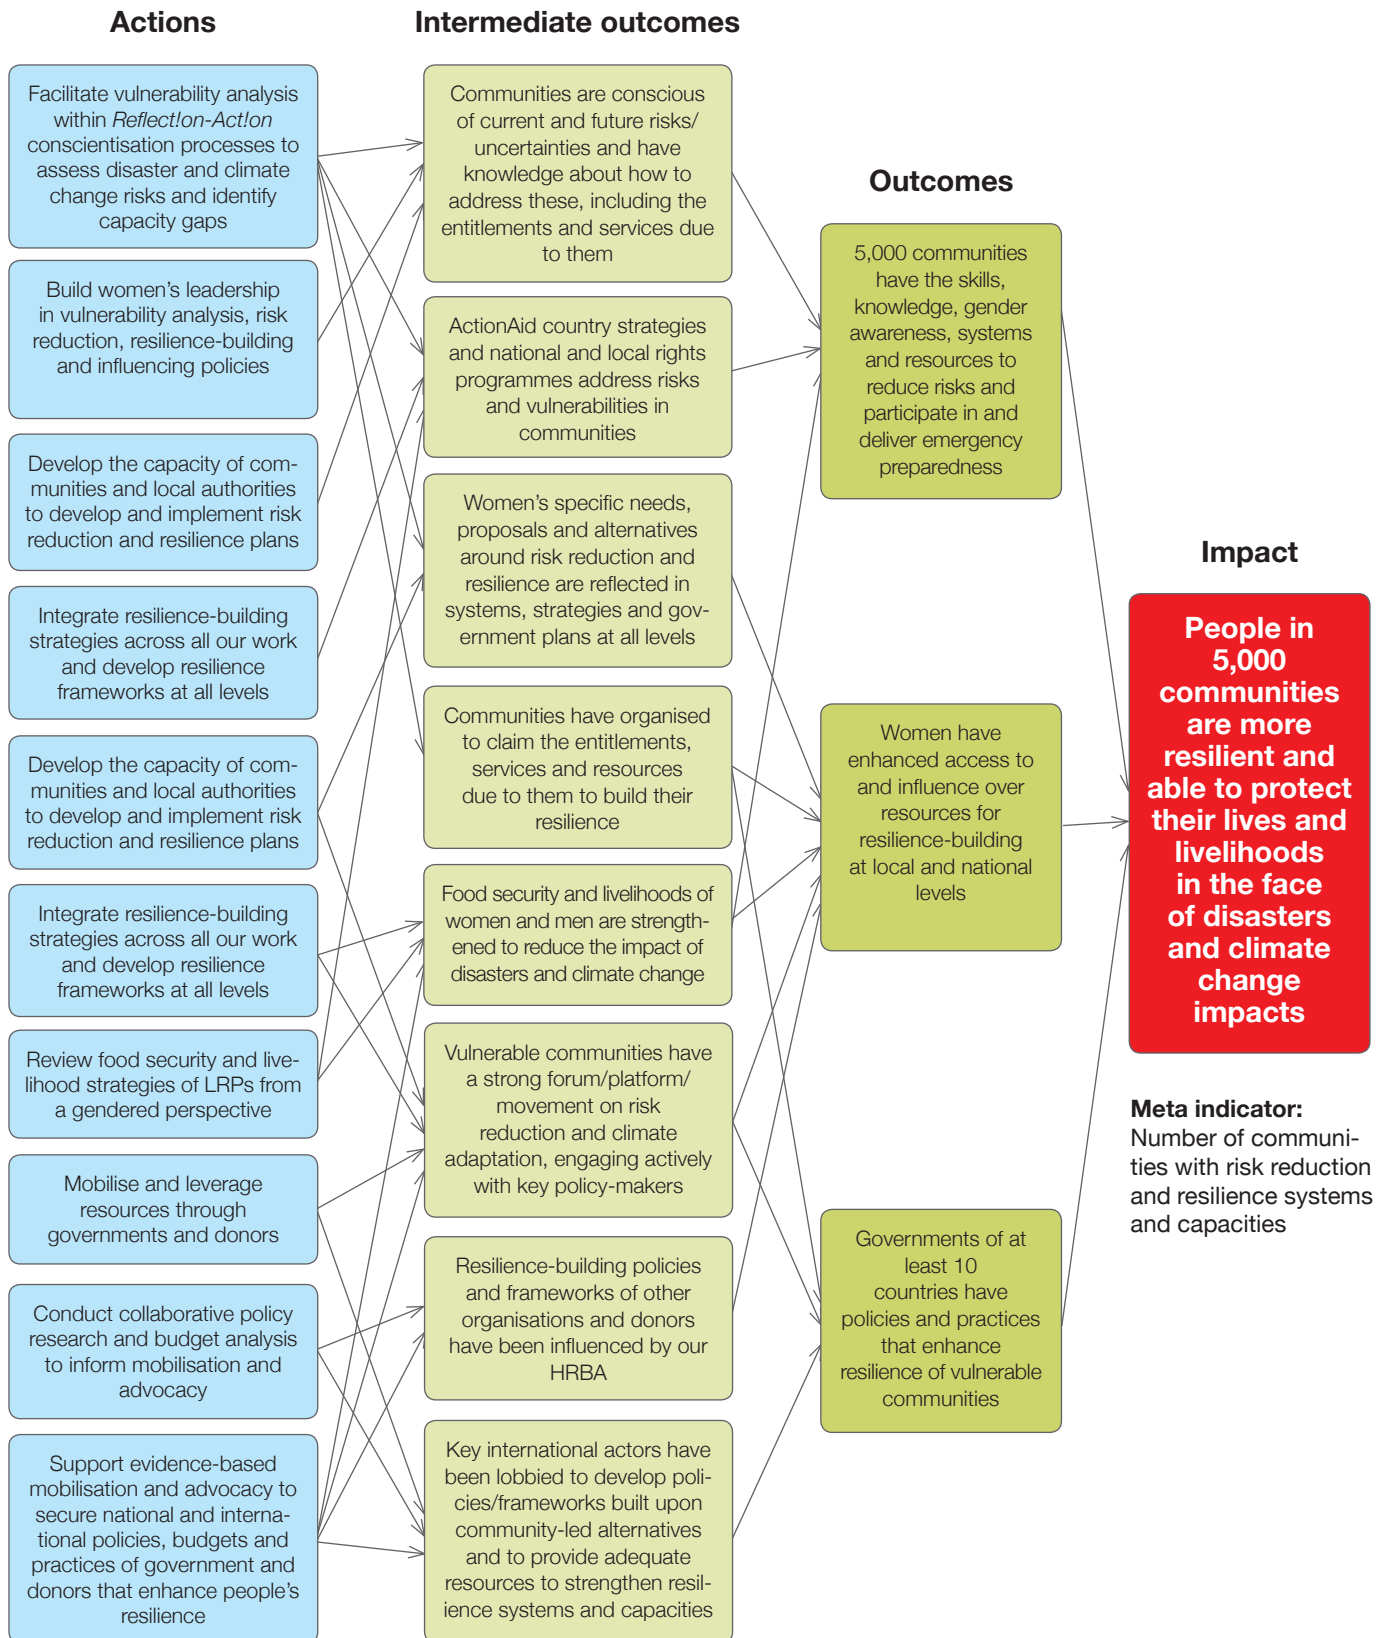 Actions
Facilitate vulnerability analysis
within Reflect!on-Act!on
conscientisation processes to
assess disaster and climate
change risks and identify
capacity gaps
Build women’s leadership
in vulnerability analysis, risk
reduction, resilience-building
and influencing policies
Develop the capacity of com-
munities and local authorities
to develop and implement risk
reduction and resilience plans
Integrate resilience-building
strategies across all our work
and develop resilience
frameworks at all levels
Develop the capacity of com-
munities and local authorities
to develop and implement risk
reduction and resilience plans
Integrate resilience-building
strategies across all our work
and develop resilience
frameworks at all levels
Review food security and live-
lihood strategies of LRPs from
a gendered perspective
Mobilise and leverage
resources through
governments and donors
Conduct collaborative policy
research and budget analysis
to inform mobilisation and
advocacy
Support evidence-based
mobilisation and advocacy to
secure national and interna-
tional policies, budgets and
practices of government and
donors that enhance people’s
resilience
Intermediate outcomes
Communities are conscious
of current and future risks/
uncertainties and have
knowledge about how to
address these, including the
entitlements and services due
to them
ActionAid country strategies
and national and local rights
programmes address risks
and vulnerabilities in
communities
Women’s specific needs,
proposals and alternatives
around risk reduction and
resilience are reflected in
systems, strategies and gov-
ernment plans at all levels
Communities have organised
to claim the entitlements,
services and resources
due to them to build their
resilience
Food security and livelihoods of
women and men are strength-
ened to reduce the impact of
disasters and climate change
Vulnerable communities have
a strong forum/platform/
movement on risk
reduction and climate
adaptation, engaging actively
with key policy-makers
Resilience-building policies
and frameworks of other
organisations and donors
have been influenced by our
HRBA
Key international actors have
been lobbied to develop poli-
cies/frameworks built upon
community-led alternatives
and to provide adequate
resources to strengthen resil-
ience systems and capacities
Outcomes
5,000 communities
have the skills,
knowledge, gender
awareness, systems
and resources to
reduce risks and
participate in and
deliver emergency
preparedness
Women have
enhanced access to
and influence over
resources for
resilience-building
at local and national
levels
Governments of at
least 10
countries have
policies and practices
that enhance
resilience of vulnerable
communities
Impact
People in
5,000
communities
are more
resilient and
able to protect
their lives and
livelihoods
in the face
of disasters
and climate
change
impacts
Meta indicator:
Number of communi-
ties with risk reduction
and resilience systems
and capacities